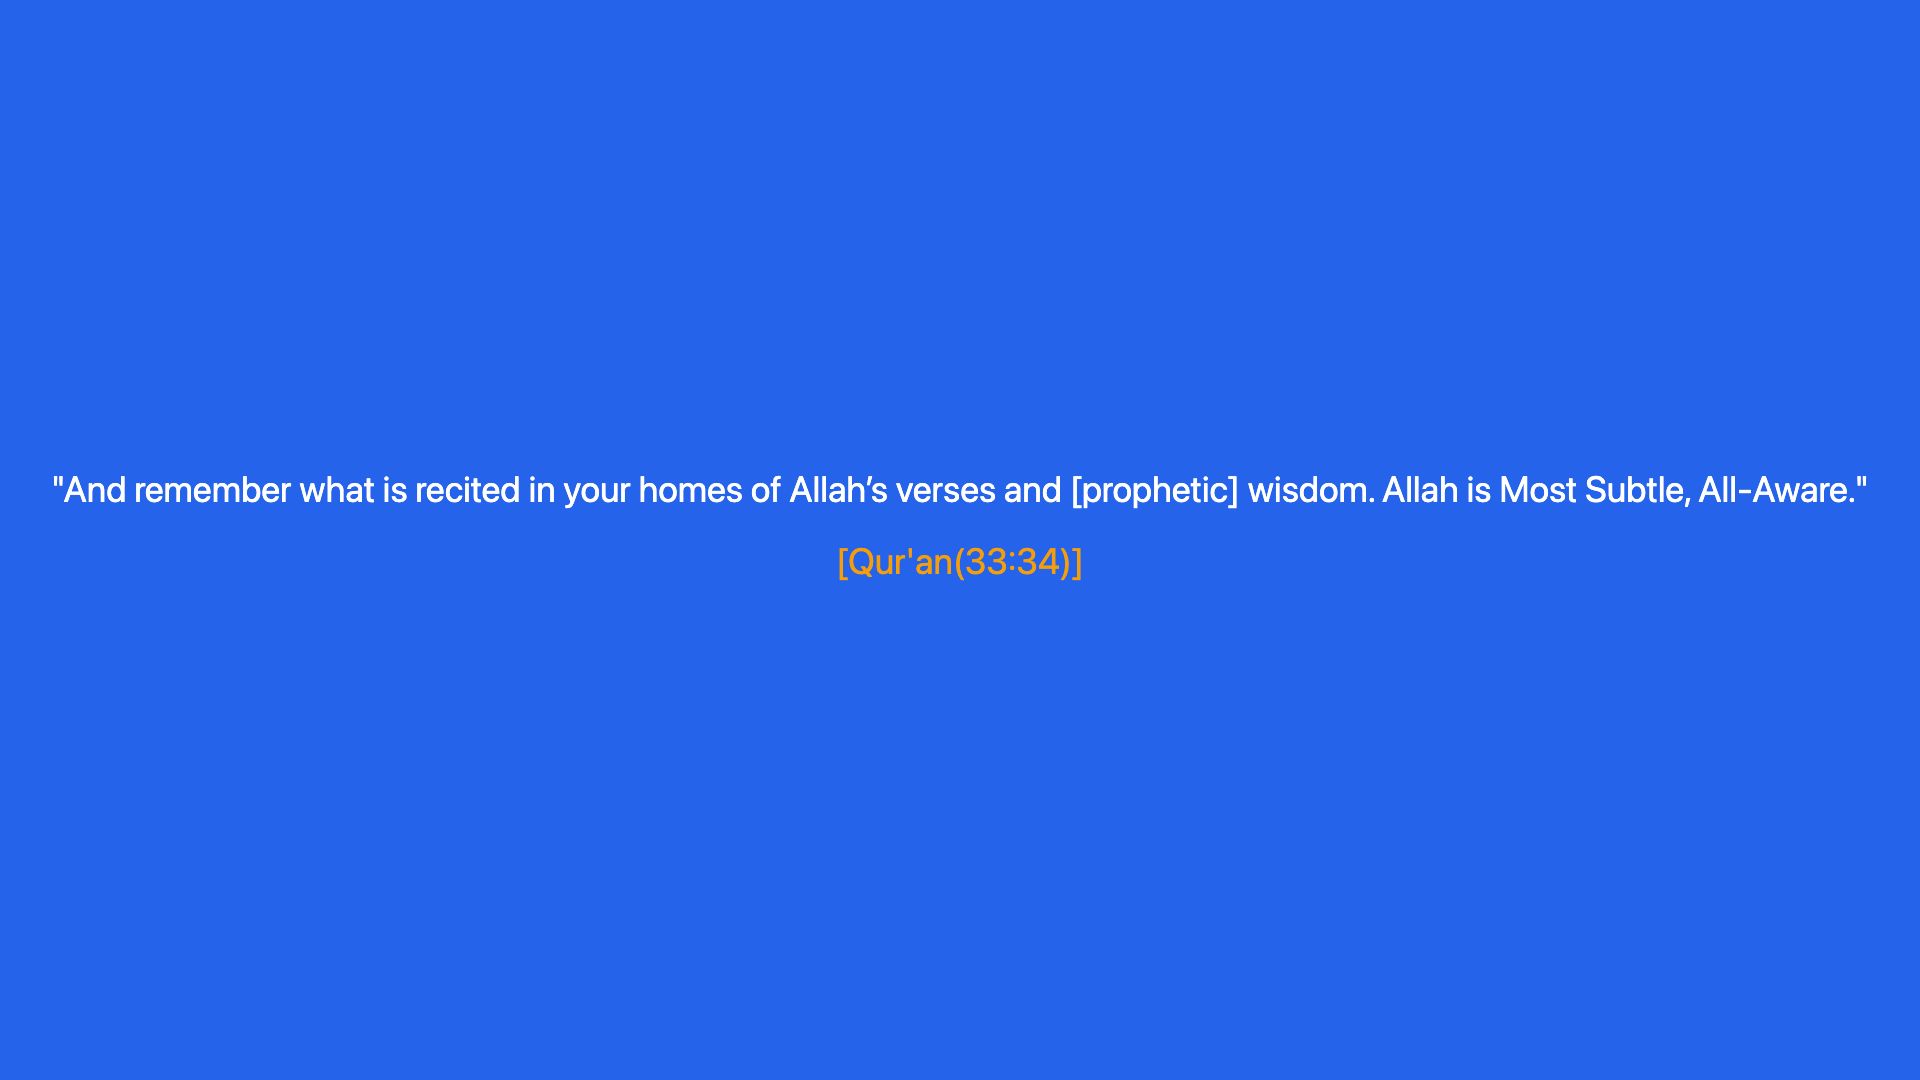 "And remember what is recited in your homes of Allah’s verses and [prophetic] wisdom. Allah is Most Subtle, All-Aware."
[Qur'an(33:34)]